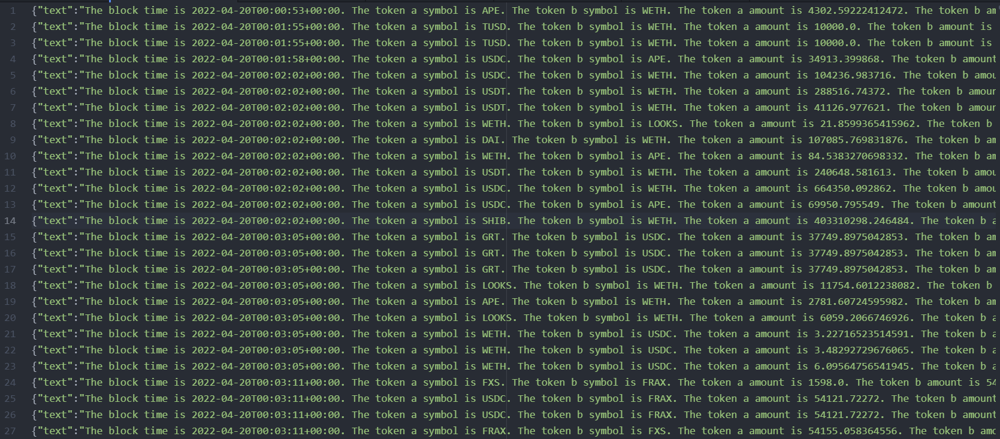 1 {"text":"The block time is 2022-04-20T00:00:53+00:00. The token a symbol is APE. The token b symbol is WETH. The token a amount is 4302.59222412472. The token b am
2 {"text":"The block time is 2022-04-20T00:01:55+00:00. The token a symbol is TUSD. The token b symbol is WETH. The token a amount is 10000.0. The token b amount is
3 {"text":"The block time is 2022-04-20T00:01:55+00:00. The token a symbol is TUSD. The token b symbol is WETH. The token a amount is 10000.0. The token b amount is
4 {"text":"The block time is 2022-04-20T00:01:58+00:00. The token a symbol is USDC. The token b symbol is APE. The token a amount is 34913.399868. The token b amount
5 {"text":"The block time is 2022-04-20T00:02:02+00:00. The token a symbol is USDC. The token b symbol is WETH. The token a amount is 104236.983716. The token b amou
6 {"text":"The block time is 2022-04-20T00:02:02+00:00. The token a symbol is USDT. The token b symbol is WETH. The token a amount is 288516.74372. The token b amoun
7 {"text":"The block time is 2022-04-20T00:02:02+00:00. The token a symbol is USDT. The token b symbol is WETH. The token a amount is 41126.977621. The token b amoun
8 {"text":"The block time is 2022-04-20T00:02:02+00:00. The token a symbol is WETH. The token b symbol is LOOKS. The token a amount is 21.8599365415962. The token b
9 {"text":"The block time is 2022-04-20T00:02:02+00:00. The token a symbol is DAI. The token b symbol is WETH. The token a amount is 107085.769831876. The token b am
10 {"text":"The block time is 2022-04-20T00:02:02+00:00. The token a symbol is WETH. The token b symbol is APE. The token a amount is 84.5383270698332. The token b am
11 {"text":"The block time is 2022-04-20T00:02:02+00:00. The token a symbol is USDT. The token b symbol is WETH. The token a amount is 240648.581613. The token b amou
12 {"text":"The block time is 2022-04-20T00:02:02+00:00. The token a symbol is USDC. The token b symbol is WETH. The token a amount is 664350.092862. The token b amou
13 {"text":"The block time is 2022-04-20T00:02:02+00:00. The token a symbol is USDC. The token b symbol is APE. The token a amount is 69950.795549. The token b amount
14 {"text":"The block time is 2022-04-20T00:02:02+00:00. The token a symbol is SHIB. The token b symbol is WETH. The token a amount is 403310298.246484. The token b a
15 {"text":"The block time is 2022-04-20T00:03:05+00:00. The token a symbol is GRT. The token b symbol is USDC. The token a amount is 37749.8975042853. The token b am
16 {"text":"The block time is 2022-04-20T00:03:05+00:00. The token a symbol is GRT. The token b symbol is USDC. The token a amount is 37749.8975042853. The token b am
17 {"text":"The block time is 2022-04-20T00:03:05+00:00. The token a symbol is GRT. The token b symbol is USDC. The token a amount is 37749.8975042853. The token b am
18 {"text":"The block time is 2022-04-20T00:03:05+00:00. The token a symbol is LOOKS. The token b symbol is WETH. The token a amount is 11754.6012238082. The token b
19 {"text":"The block time is 2022-04-20T00:03:05+00:00. The token a symbol is APE. The token b symbol is WETH. The token a amount is 2781.60724595982. The token b am
20 {"text":"The block time is 2022-04-20T00:03:05+00:00. The token a symbol is LOOKS. The token b symbol is WETH. The token a amount is 6059.2066746926. The token b a
21 {"text":"The block time is 2022-04-20T00:03:05+00:00. The token a symbol is WETH. The token b symbol is USDC. The token a amount is 3.22716523514591. The token b a
22 {"text":"The block time is 2022-04-20T00:03:05+00:00. The token a symbol is WETH. The token b symbol is USDC. The token a amount is 3.48292729676065. The token b a
23 {"text":"The block time is 2022-04-20T00:03:05+00:00. The token a symbol is WETH. The token b symbol is USDC. The token a amount is 6.09564756541945. The token b a
24 {"text":"The block time is 2022-04-20T00:03:11+00:00. The token a symbol is FXS. The token b symbol is FRAX. The token a amount is 1598.0. The token b amount is 54
25 {"text":"The block time is 2022-04-20T00:03:11+00:00. The token a symbol is USDC. The token b symbol is FRAX. The token a amount is 54121.72272. The token b amount
26 {"text":"The block time is 2022-04-20T00:03:11+00:00. The token a symbol is USDC. The token b symbol is FRAX. The token a amount is 54121.72272. The token b amount
27 {"text":"The block time is 2022-04-20T00:03:11+00:00. The token a symbol is FRAX. The token b symbol is FXS. The token a amount is 54155.058364556. The token b amo